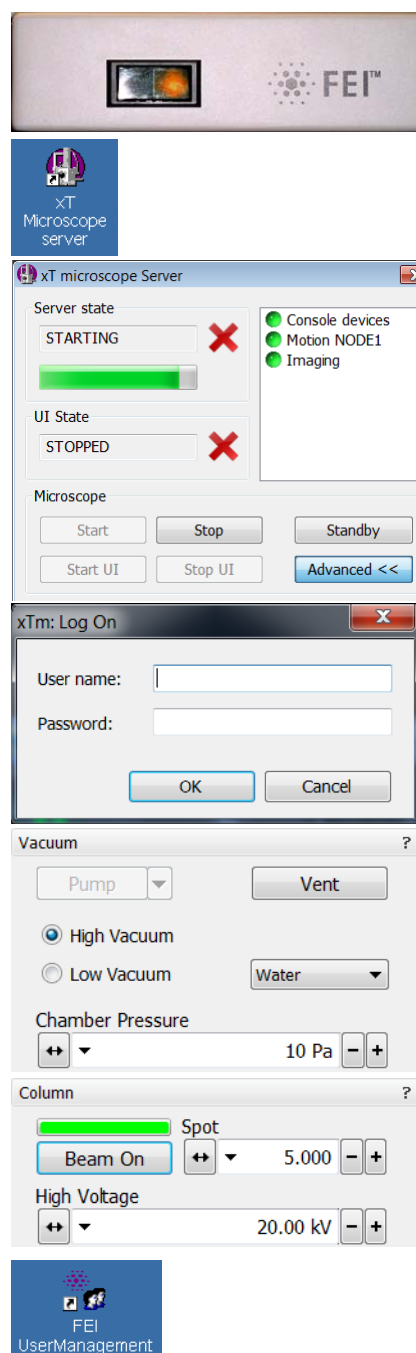 FEI™
xT
Microscope
server
xT microscope Server
Server state
STARTING
Console devices
Motion NODE1
Imaging
UI State
STOPPED
Microscope
Start Stop Standby
Start UI Stop UI Advanced <<
xTm: Log On
User name:
Password:
OK Cancel
Vacuum ?
Pump Vent
High Vacuum
Low Vacuum Water
Chamber Pressure
10 Pa
Column ?
Spot
Beam On 5.000
High Voltage
20.00 kV
FEI
UserManagement